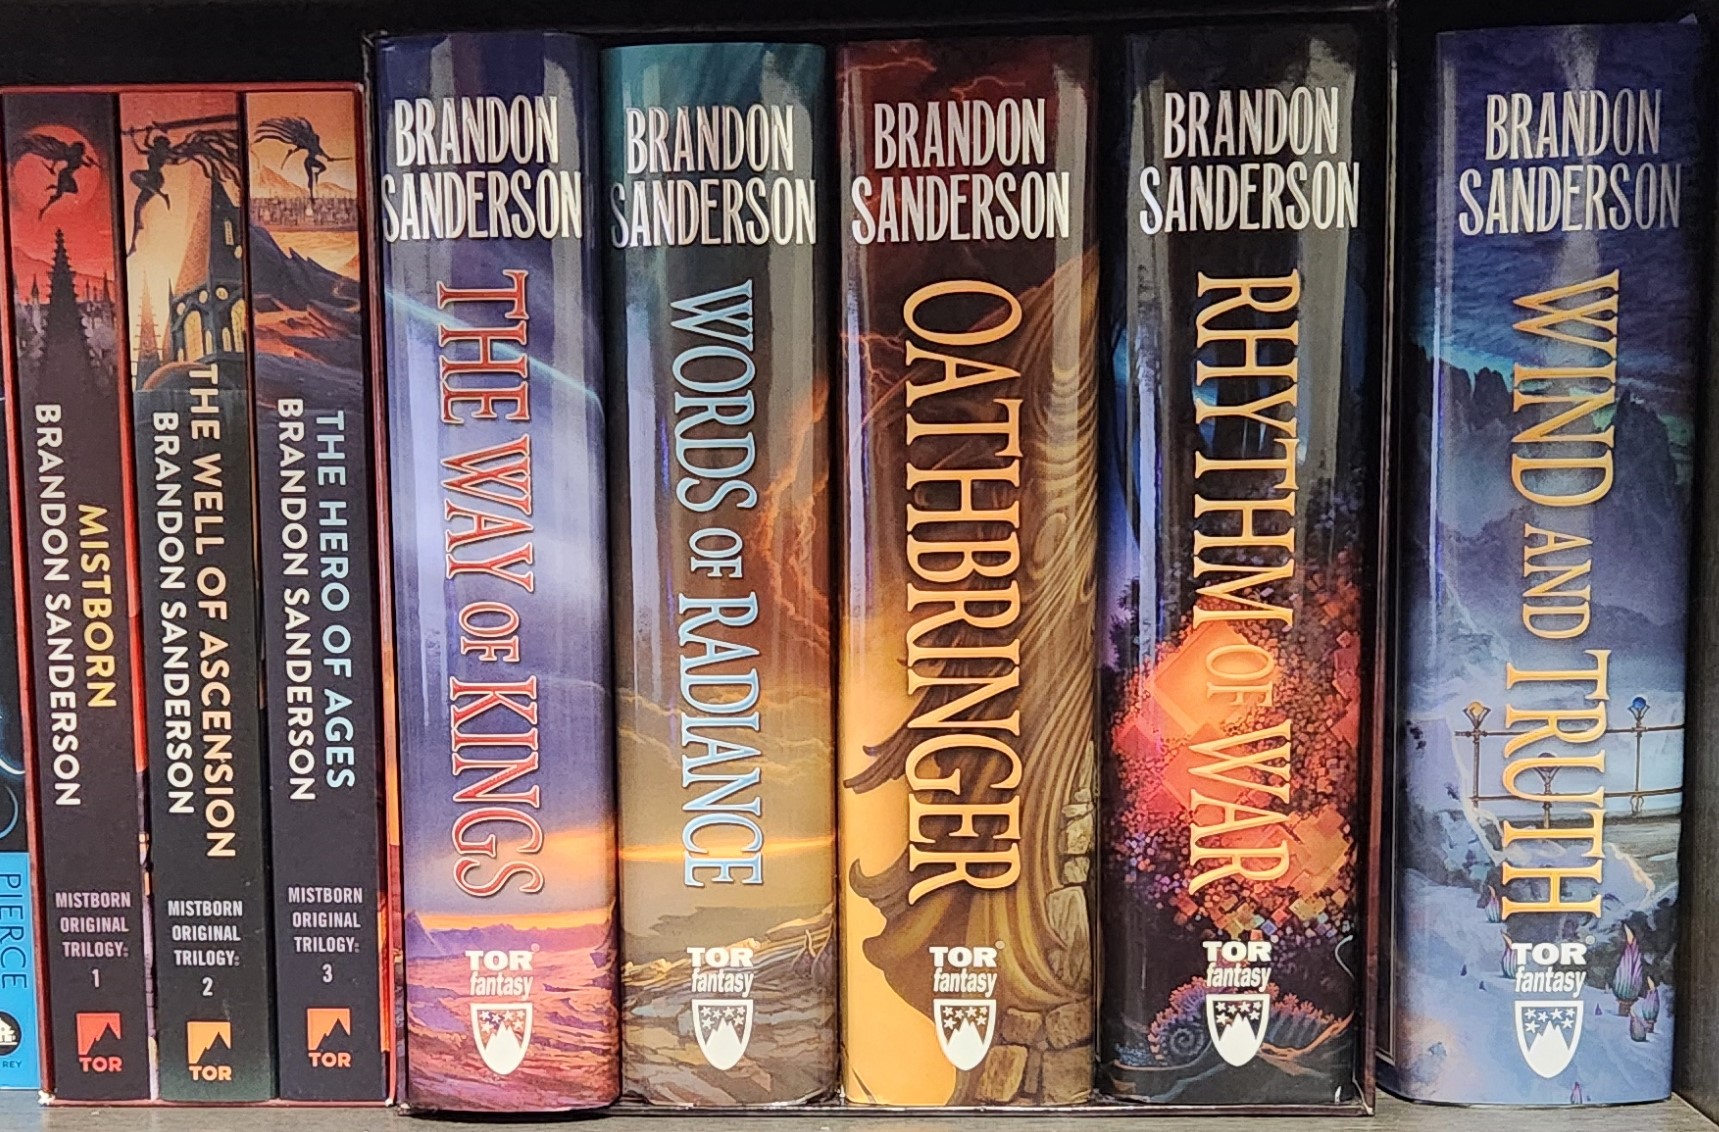 PIERCE
REY
MISTBORN
BRANDON SANDERSON
MISTBORN
ORIGINAL
TRILOGY:
1
TOR
THE WELL OF ASCENSION
BRANDON SANDERSON
MISTBORN
ORIGINAL
TRILOGY:
2
TOR
THE HERO OF AGES
BRANDON SANDERSON
MISTBORN
ORIGINAL
TRILOGY:
3
TOR
BRANDON
SANDERSON
THE WAY OF KINGS
TOR®
fantasy
BRANDON
SANDERSON
WORDS OF RADIANCE
TOR®
fantasy
BRANDON
SANDERSON
OATHBRINGER
TOR®
fantasy
BRANDON
SANDERSON
RHYTHM OF WAR
TOR®
fantasy
BRANDON
SANDERSON
WIND AND TRUTH
TOR®
fantasy